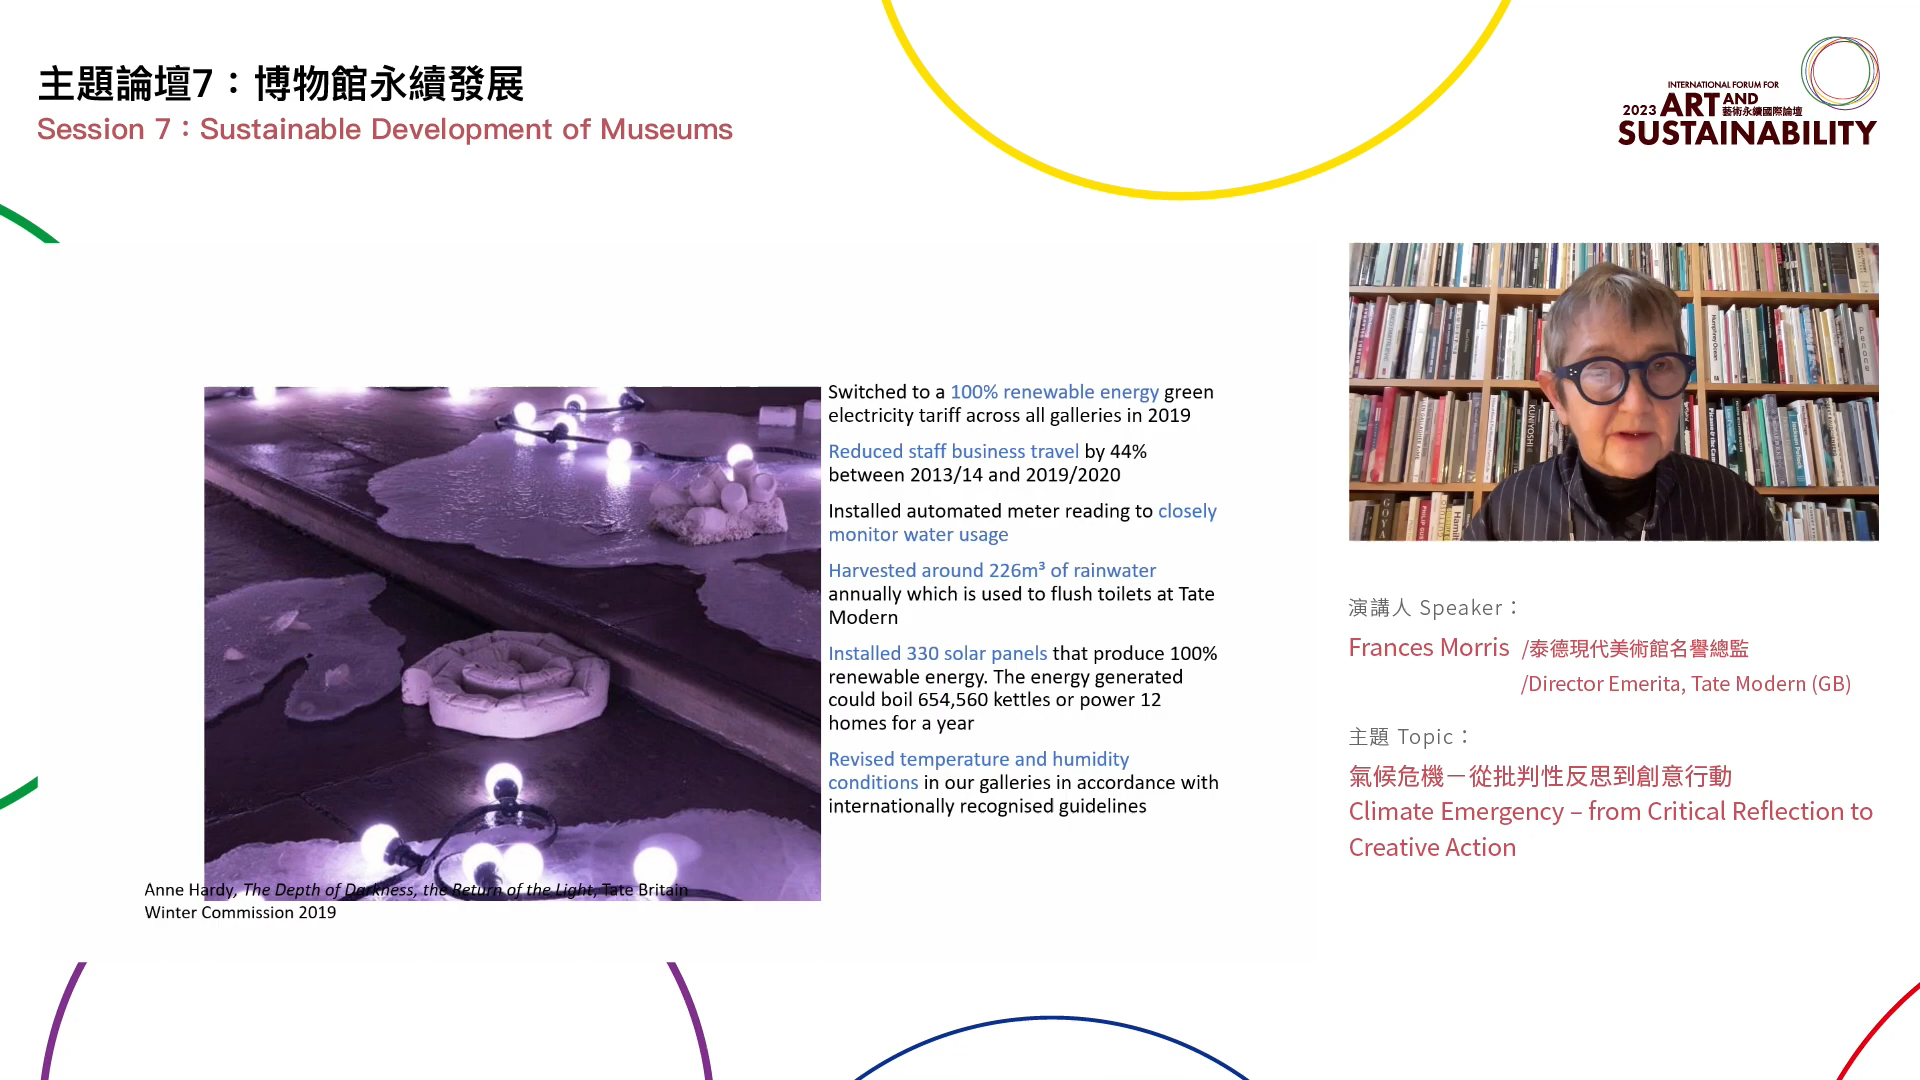 主題論壇7：博物館永續發展
Session 7：Sustainable Development of Museums
INTERNATIONAL FORUM FOR
2023 ART AND
藝術永續國際論壇
SUSTAINABILITY
Switched to a 100% renewable energy green
electricity tariff across all galleries in 2019
Reduced staff business travel by 44%
between 2013/14 and 2019/2020
Installed automated meter reading to closely
monitor water usage
Harvested around 226m³ of rainwater
annually which is used to flush toilets at Tate
Modern
Installed 330 solar panels that produce 100%
renewable energy. The energy generated
could boil 654,560 kettles or power 12
homes for a year
Revised temperature and humidity
conditions in our galleries in accordance with
internationally recognised guidelines
Anne Hardy, The Depth of Darkness, the Return of the Light, Tate Britain
Winter Commission 2019
演講人 Speaker：
Frances Morris /泰德現代美術館名譽總監
/Director Emerita, Tate Modern (GB)
主題 Topic：
氣候危機－從批判性反思到創意行動
Climate Emergency – from Critical Reflection to
Creative Action
KUNIYOSHI
GOYA